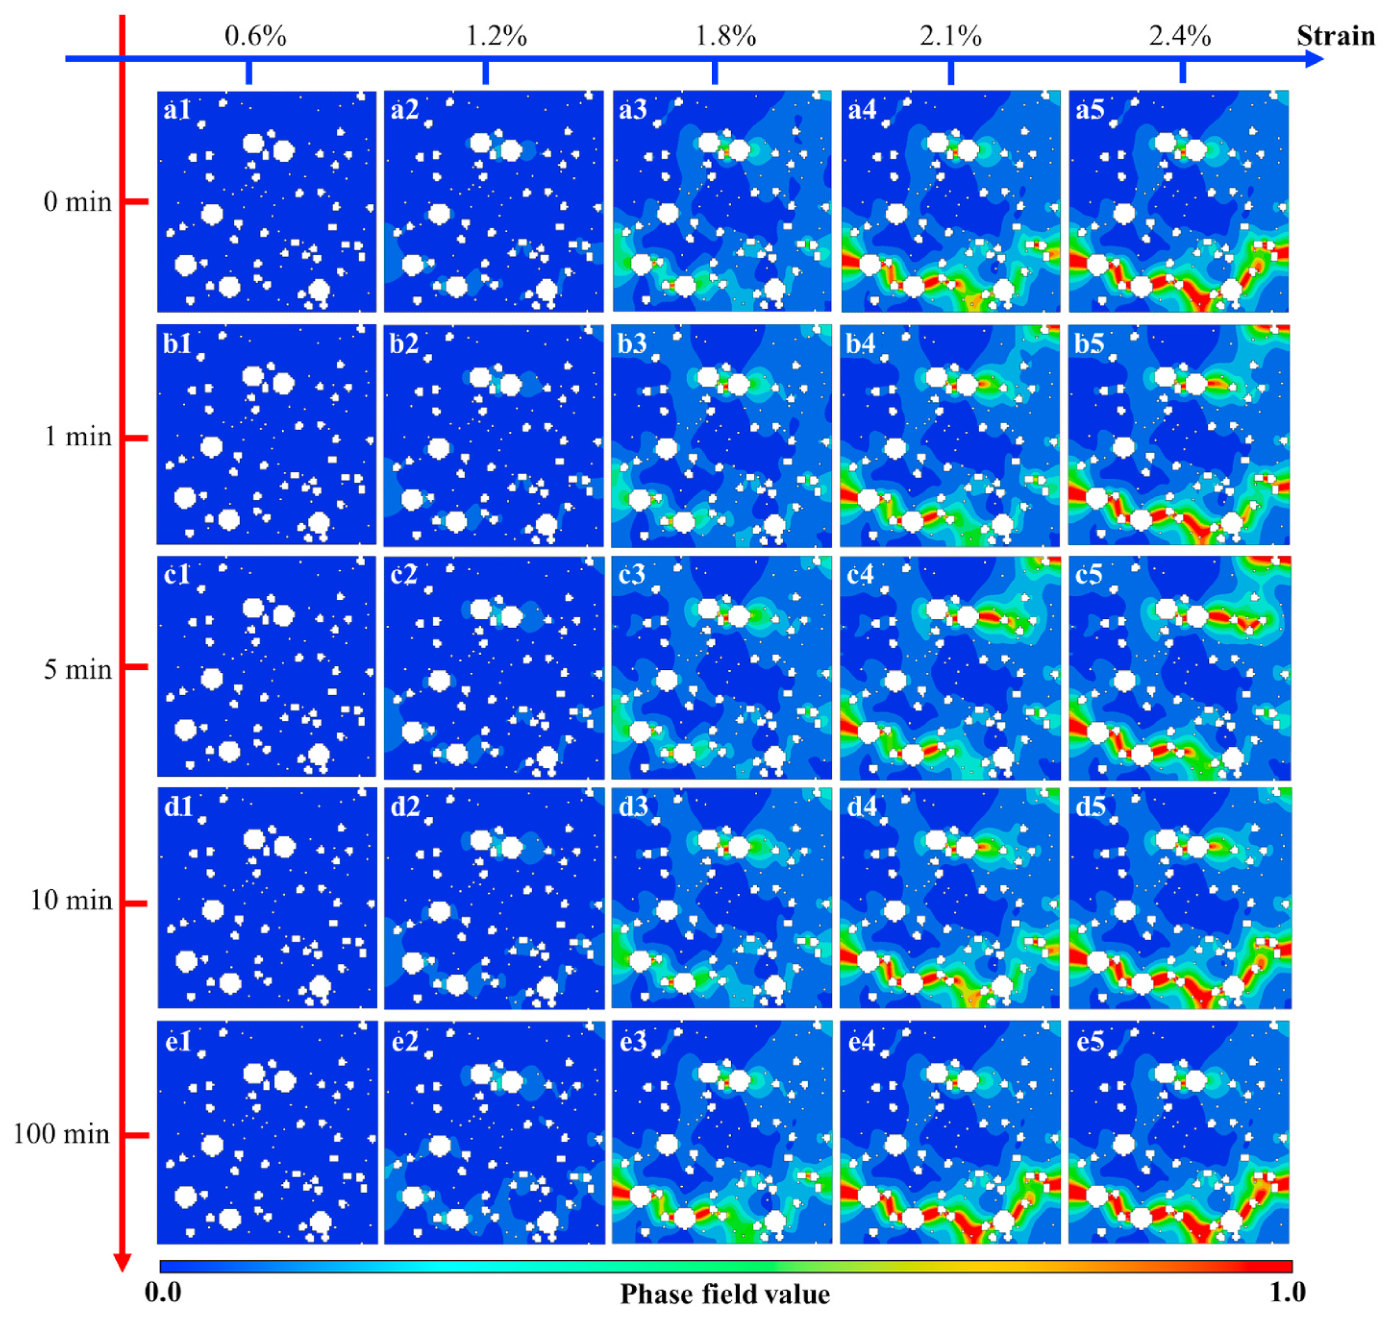 0.6% 1.2% 1.8% 2.1% 2.4% Strain
a1 a2 a3 a4 a5
0 min
b1 b2 b3 b4 b5
1 min
c1 c2 c3 c4 c5
5 min
d1 d2 d3 d4 d5
10 min
e1 e2 e3 e4 e5
100 min
0.0 Phase field value 1.0